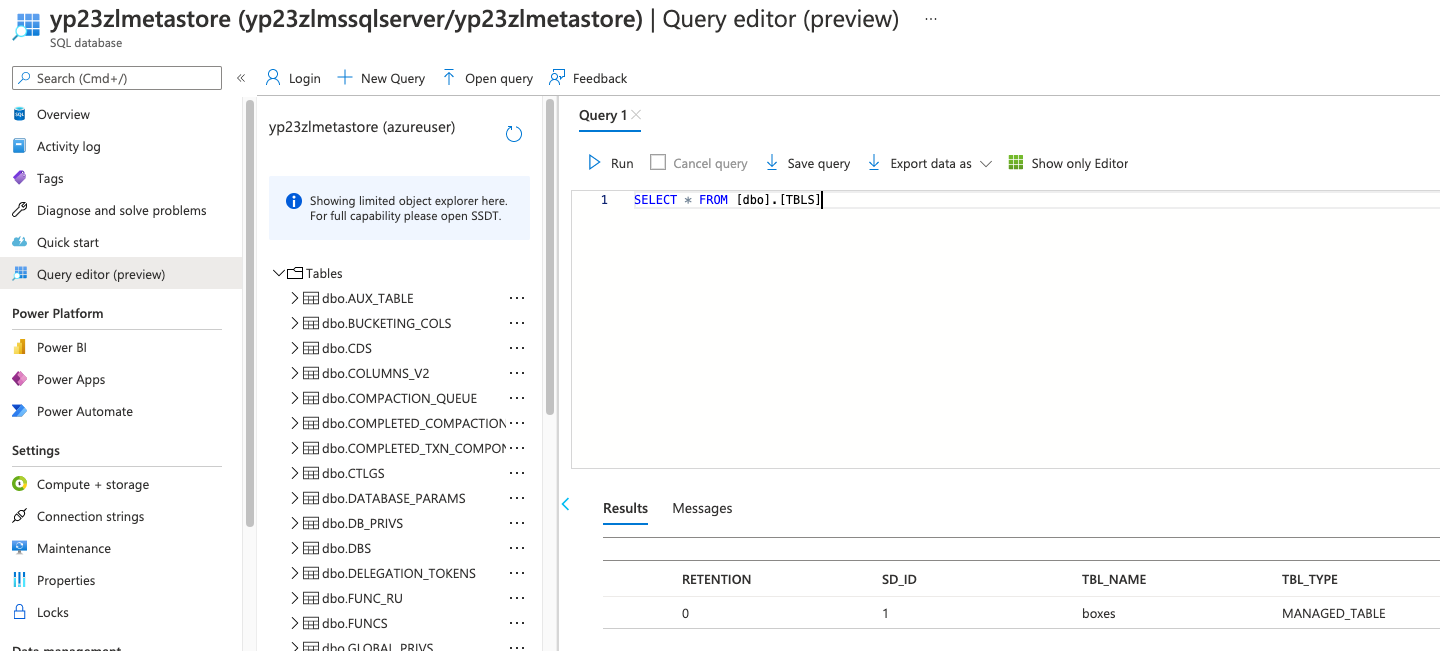 yp23zlmetastore (yp23zlmssqlserver/yp23zlmetastore) | Query editor (preview) ...
SQL database
Search (Cmd+/)
«
Overview
Activity log
Tags
Diagnose and solve problems
Quick start
Query editor (preview)
Power Platform
Power BI
Power Apps
Power Automate
Settings
Compute + storage
Connection strings
Maintenance
Properties
Locks
Data management
Login
New Query
Open query
Feedback
yp23zlmetastore (azureuser)
Showing limited object explorer here.
For full capability please open SSDT.
Tables
dbo.AUX_TABLE ...
dbo.BUCKETING_COLS ...
dbo.CDS ...
dbo.COLUMNS_V2 ...
dbo.COMPACTION_QUEUE ...
dbo.COMPLETED_COMPACTION ...
dbo.COMPLETED_TXN_COMPON ...
dbo.CTLGS ...
dbo.DATABASE_PARAMS ...
dbo.DB_PRIVS ...
dbo.DBS ...
dbo.DELEGATION_TOKENS ...
dbo.FUNC_RU ...
dbo.FUNCS ...
dbo.GLOBAL_PRIVS ...
Query 1
Run
Cancel query
Save query
Export data as
Show only Editor
1 SELECT * FROM [dbo].[TBLS]
Results
Messages
RETENTION SD_ID TBL_NAME TBL_TYPE
0 1 boxes MANAGED_TABLE